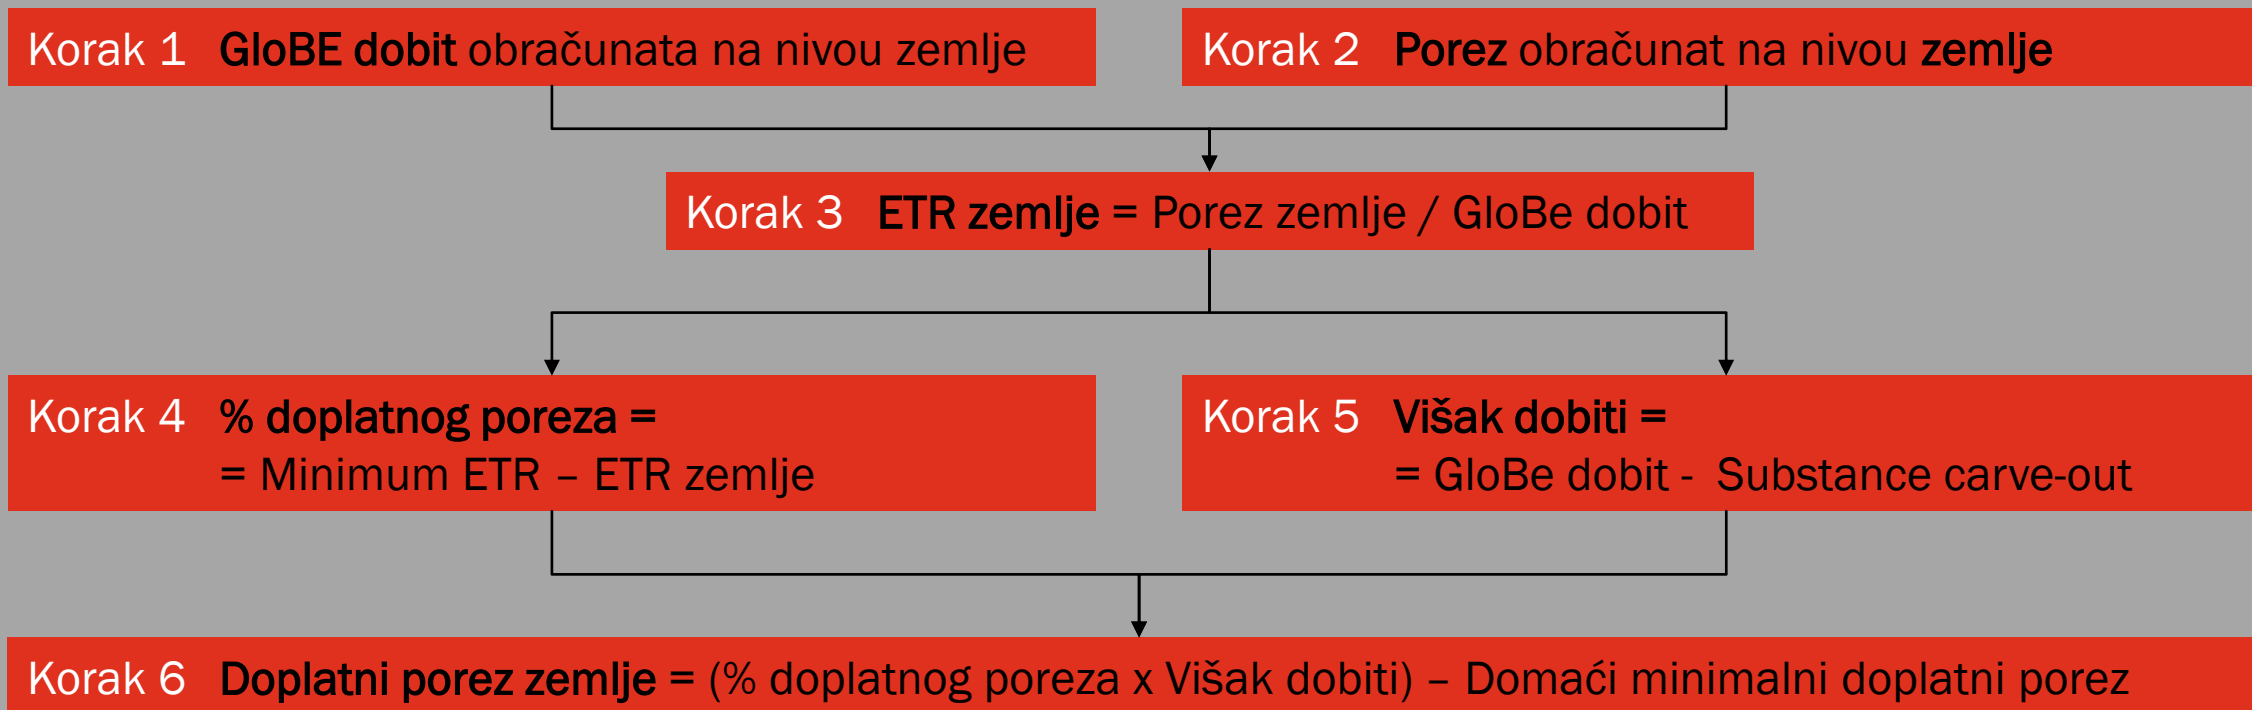 Korak 1 GloBE dobit obračunata na nivou zemlje
Korak 2 Porez obračunat na nivou zemlje
Korak 3 ETR zemlje = Porez zemlje / GloBe dobit
Korak 4 % doplatnog poreza =
= Minimum ETR – ETR zemlje
Korak 5 Višak dobiti =
= GloBe dobit - Substance carve-out
Korak 6 Doplatni porez zemlje = (% doplatnog poreza x Višak dobiti) – Domaći minimalni doplatni porez